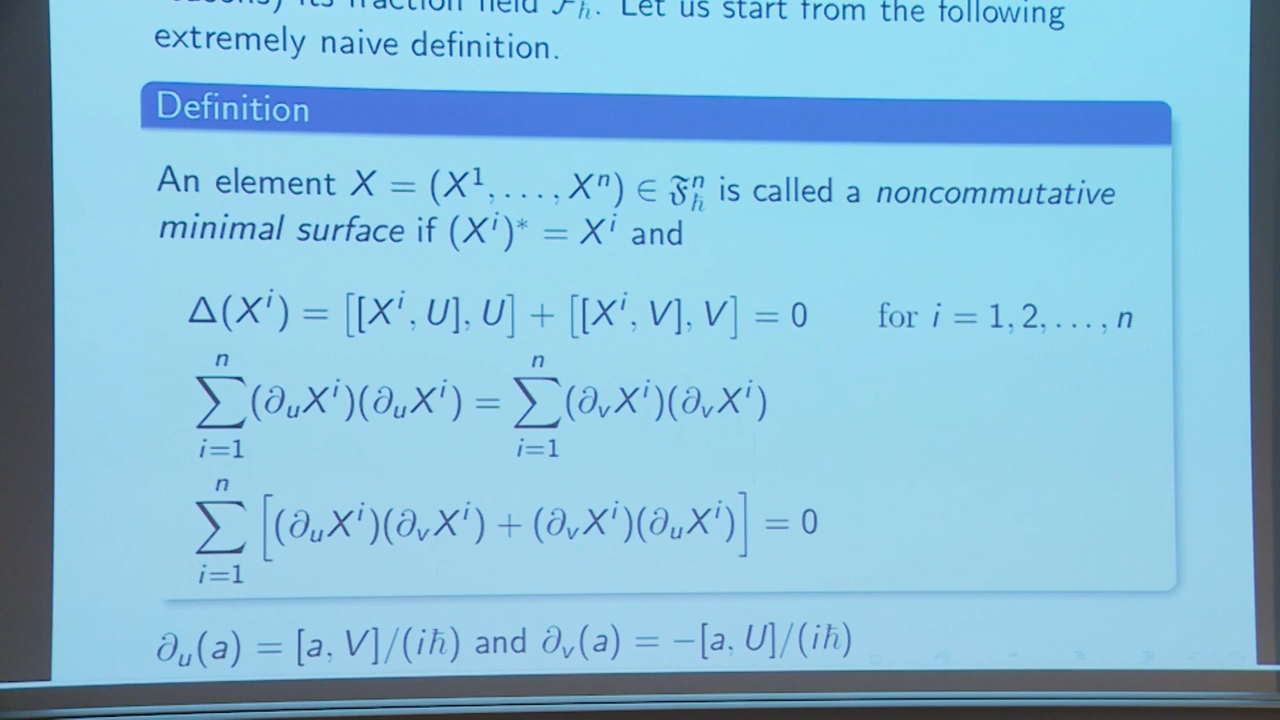 its fraction field 𝔉ₕ. Let us start from the following
extremely naive definition.
Definition
An element X = (X¹, . . . , Xⁿ) ∈ 𝔉ₕⁿ is called a noncommutative
minimal surface if (Xⁱ)* = Xⁱ and
Δ(Xⁱ) = [[Xⁱ, U], U] + [[Xⁱ, V], V] = 0 for i = 1, 2, . . . , n
∑ᵢ₌₁ⁿ (∂ᵤXⁱ)(∂ᵤXⁱ) = ∑ᵢ₌₁ⁿ (∂ᵥXⁱ)(∂ᵥXⁱ)
∑ᵢ₌₁ⁿ [(∂ᵤXⁱ)(∂ᵥXⁱ) + (∂ᵥXⁱ)(∂ᵤXⁱ)] = 0
∂ᵤ(a) = [a, V]/(iℏ) and ∂ᵥ(a) = −[a, U]/(iℏ)